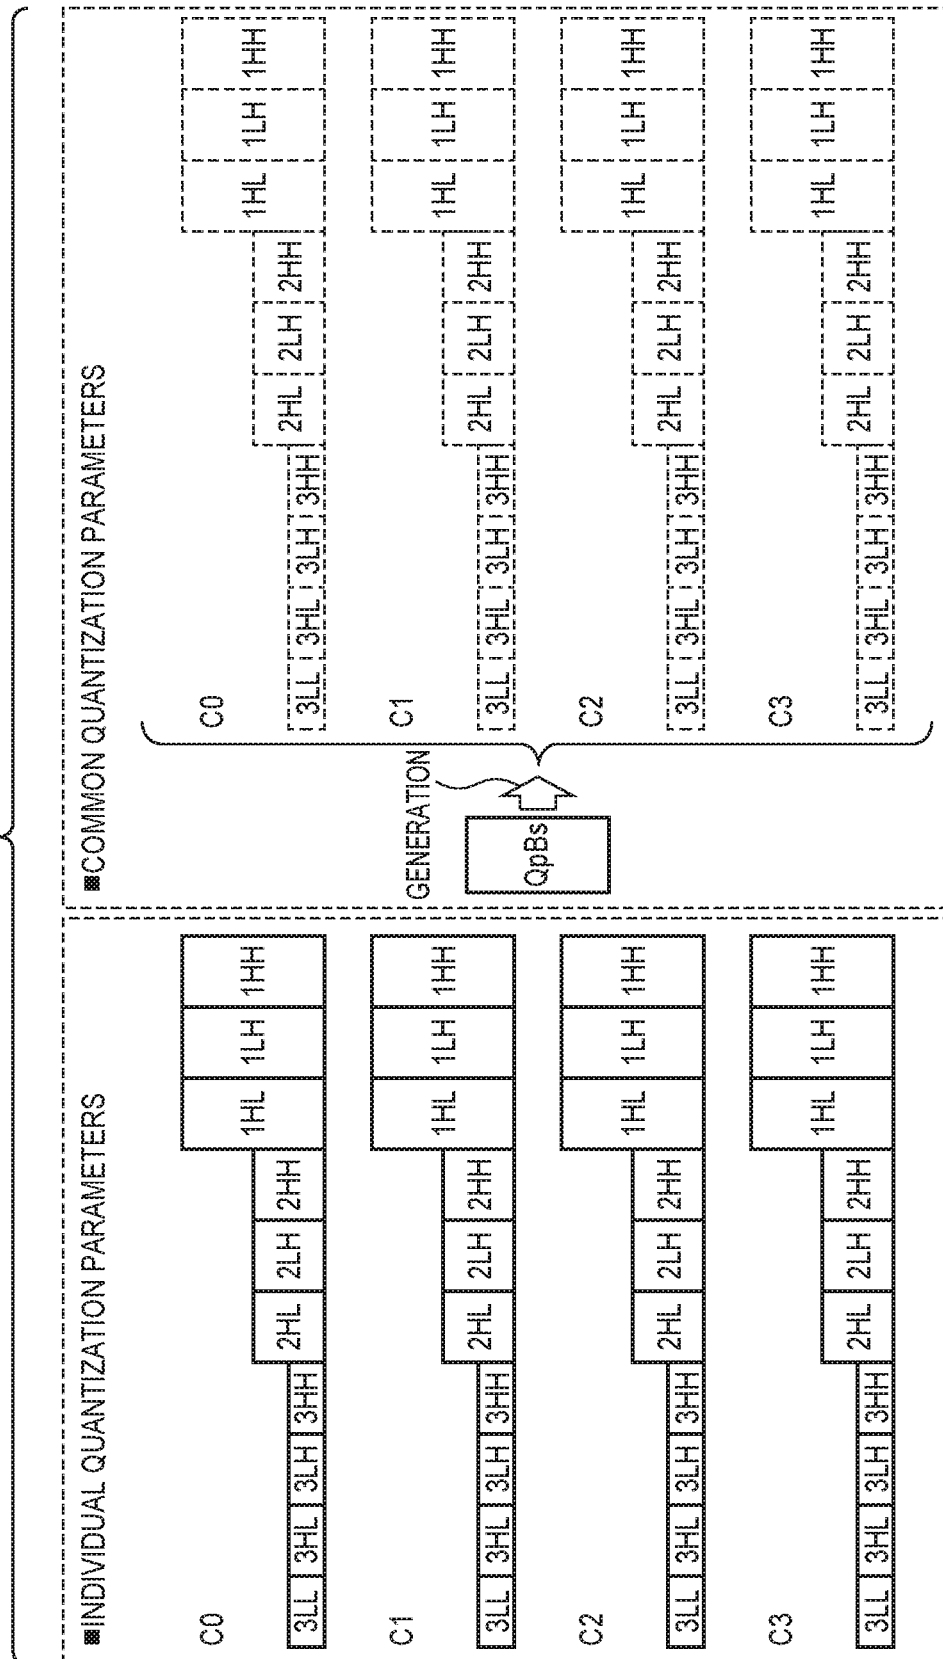 ■INDIVIDUAL QUANTIZATION PARAMETERS
C0
3LL 3HL 3LH 3HH 2HL 2LH 2HH 1HL 1LH 1HH
C1
3LL 3HL 3LH 3HH 2HL 2LH 2HH 1HL 1LH 1HH
C2
3LL 3HL 3LH 3HH 2HL 2LH 2HH 1HL 1LH 1HH
C3
3LL 3HL 3LH 3HH 2HL 2LH 2HH 1HL 1LH 1HH
■COMMON QUANTIZATION PARAMETERS
GENERATION
QpBs
C0
3LL 3HL 3LH 3HH 2HL 2LH 2HH 1HL 1LH 1HH
C1
3LL 3HL 3LH 3HH 2HL 2LH 2HH 1HL 1LH 1HH
C2
3LL 3HL 3LH 3HH 2HL 2LH 2HH 1HL 1LH 1HH
C3
3LL 3HL 3LH 3HH 2HL 2LH 2HH 1HL 1LH 1HH